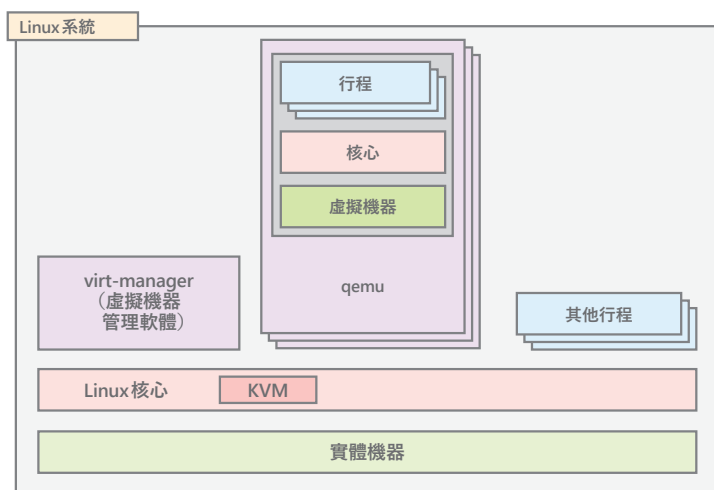 Linux系統
行程
核心
虛擬機器
qemu
virt-manager
（虛擬機器
管理軟體）
其他行程
Linux核心
KVM
實體機器